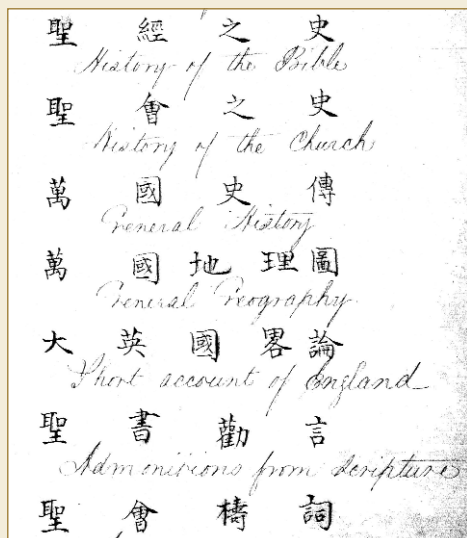 聖經之史
History of the Bible
聖會之史
History of the Church
萬國史傳
General History
萬國地理圖
General Geography
大英國畧論
Short account of England
聖書勸言
Admonitions from Scripture
聖會檮詞